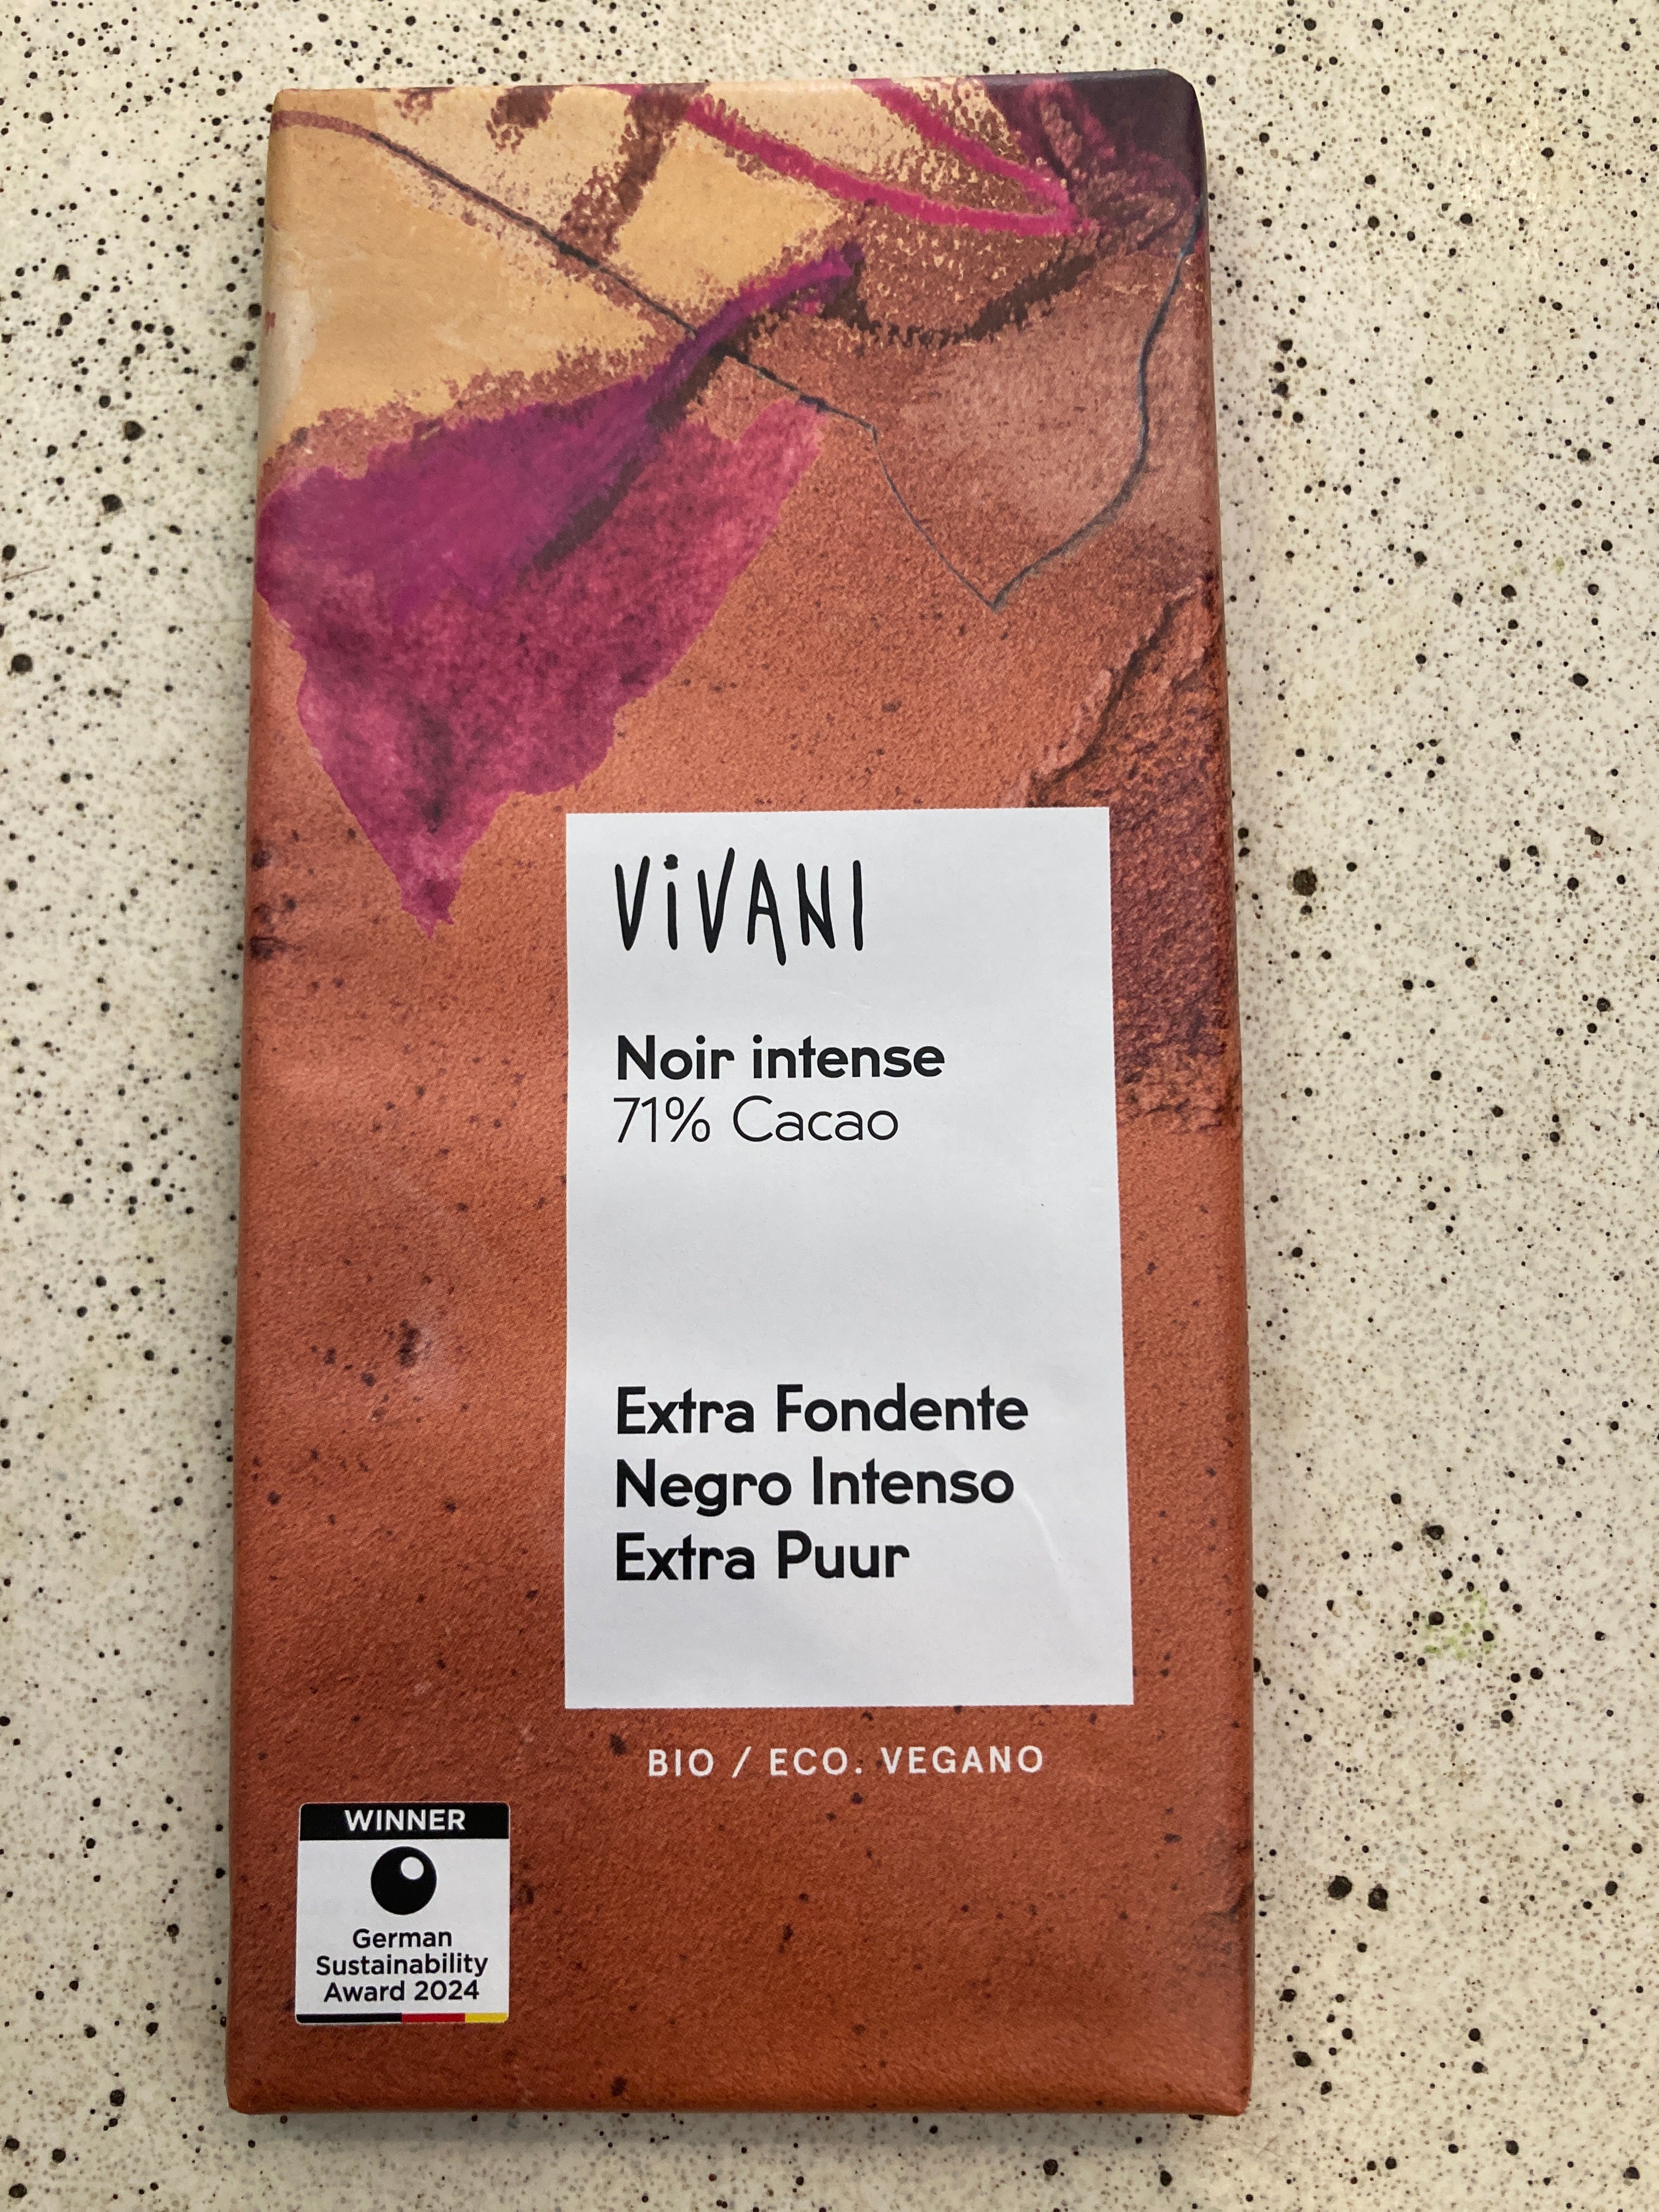 ViVANI
Noir intense
71% Cacao
Extra Fondente
Negro Intenso
Extra Puur
BIO / ECO. VEGANO
WINNER
German
Sustainability
Award 2024